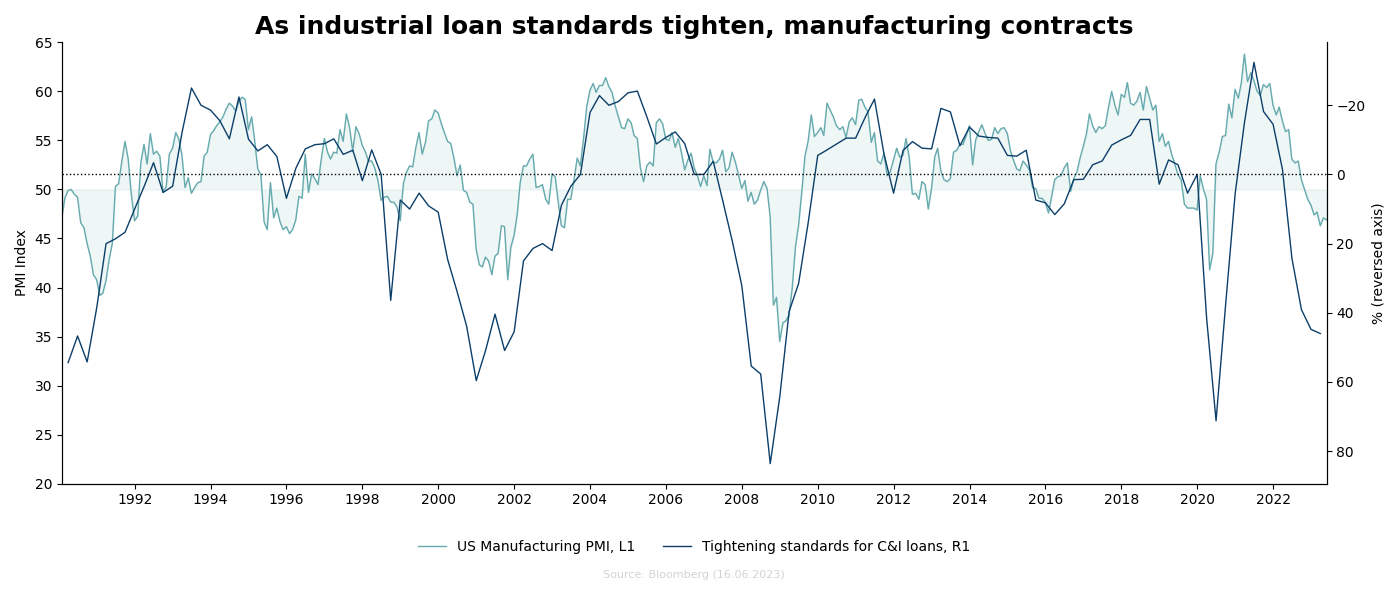 As industrial loan standards tighten, manufacturing contracts
65
60
55
50
45
40
35
30
25
20
PMI Index
−20
0
20
40
60
80
% (reversed axis)
1992 1994 1996 1998 2000 2002 2004 2006 2008 2010 2012 2014 2016 2018 2020 2022
US Manufacturing PMI, L1 Tightening standards for C&I loans, R1
Source: Bloomberg (16.06.2023)